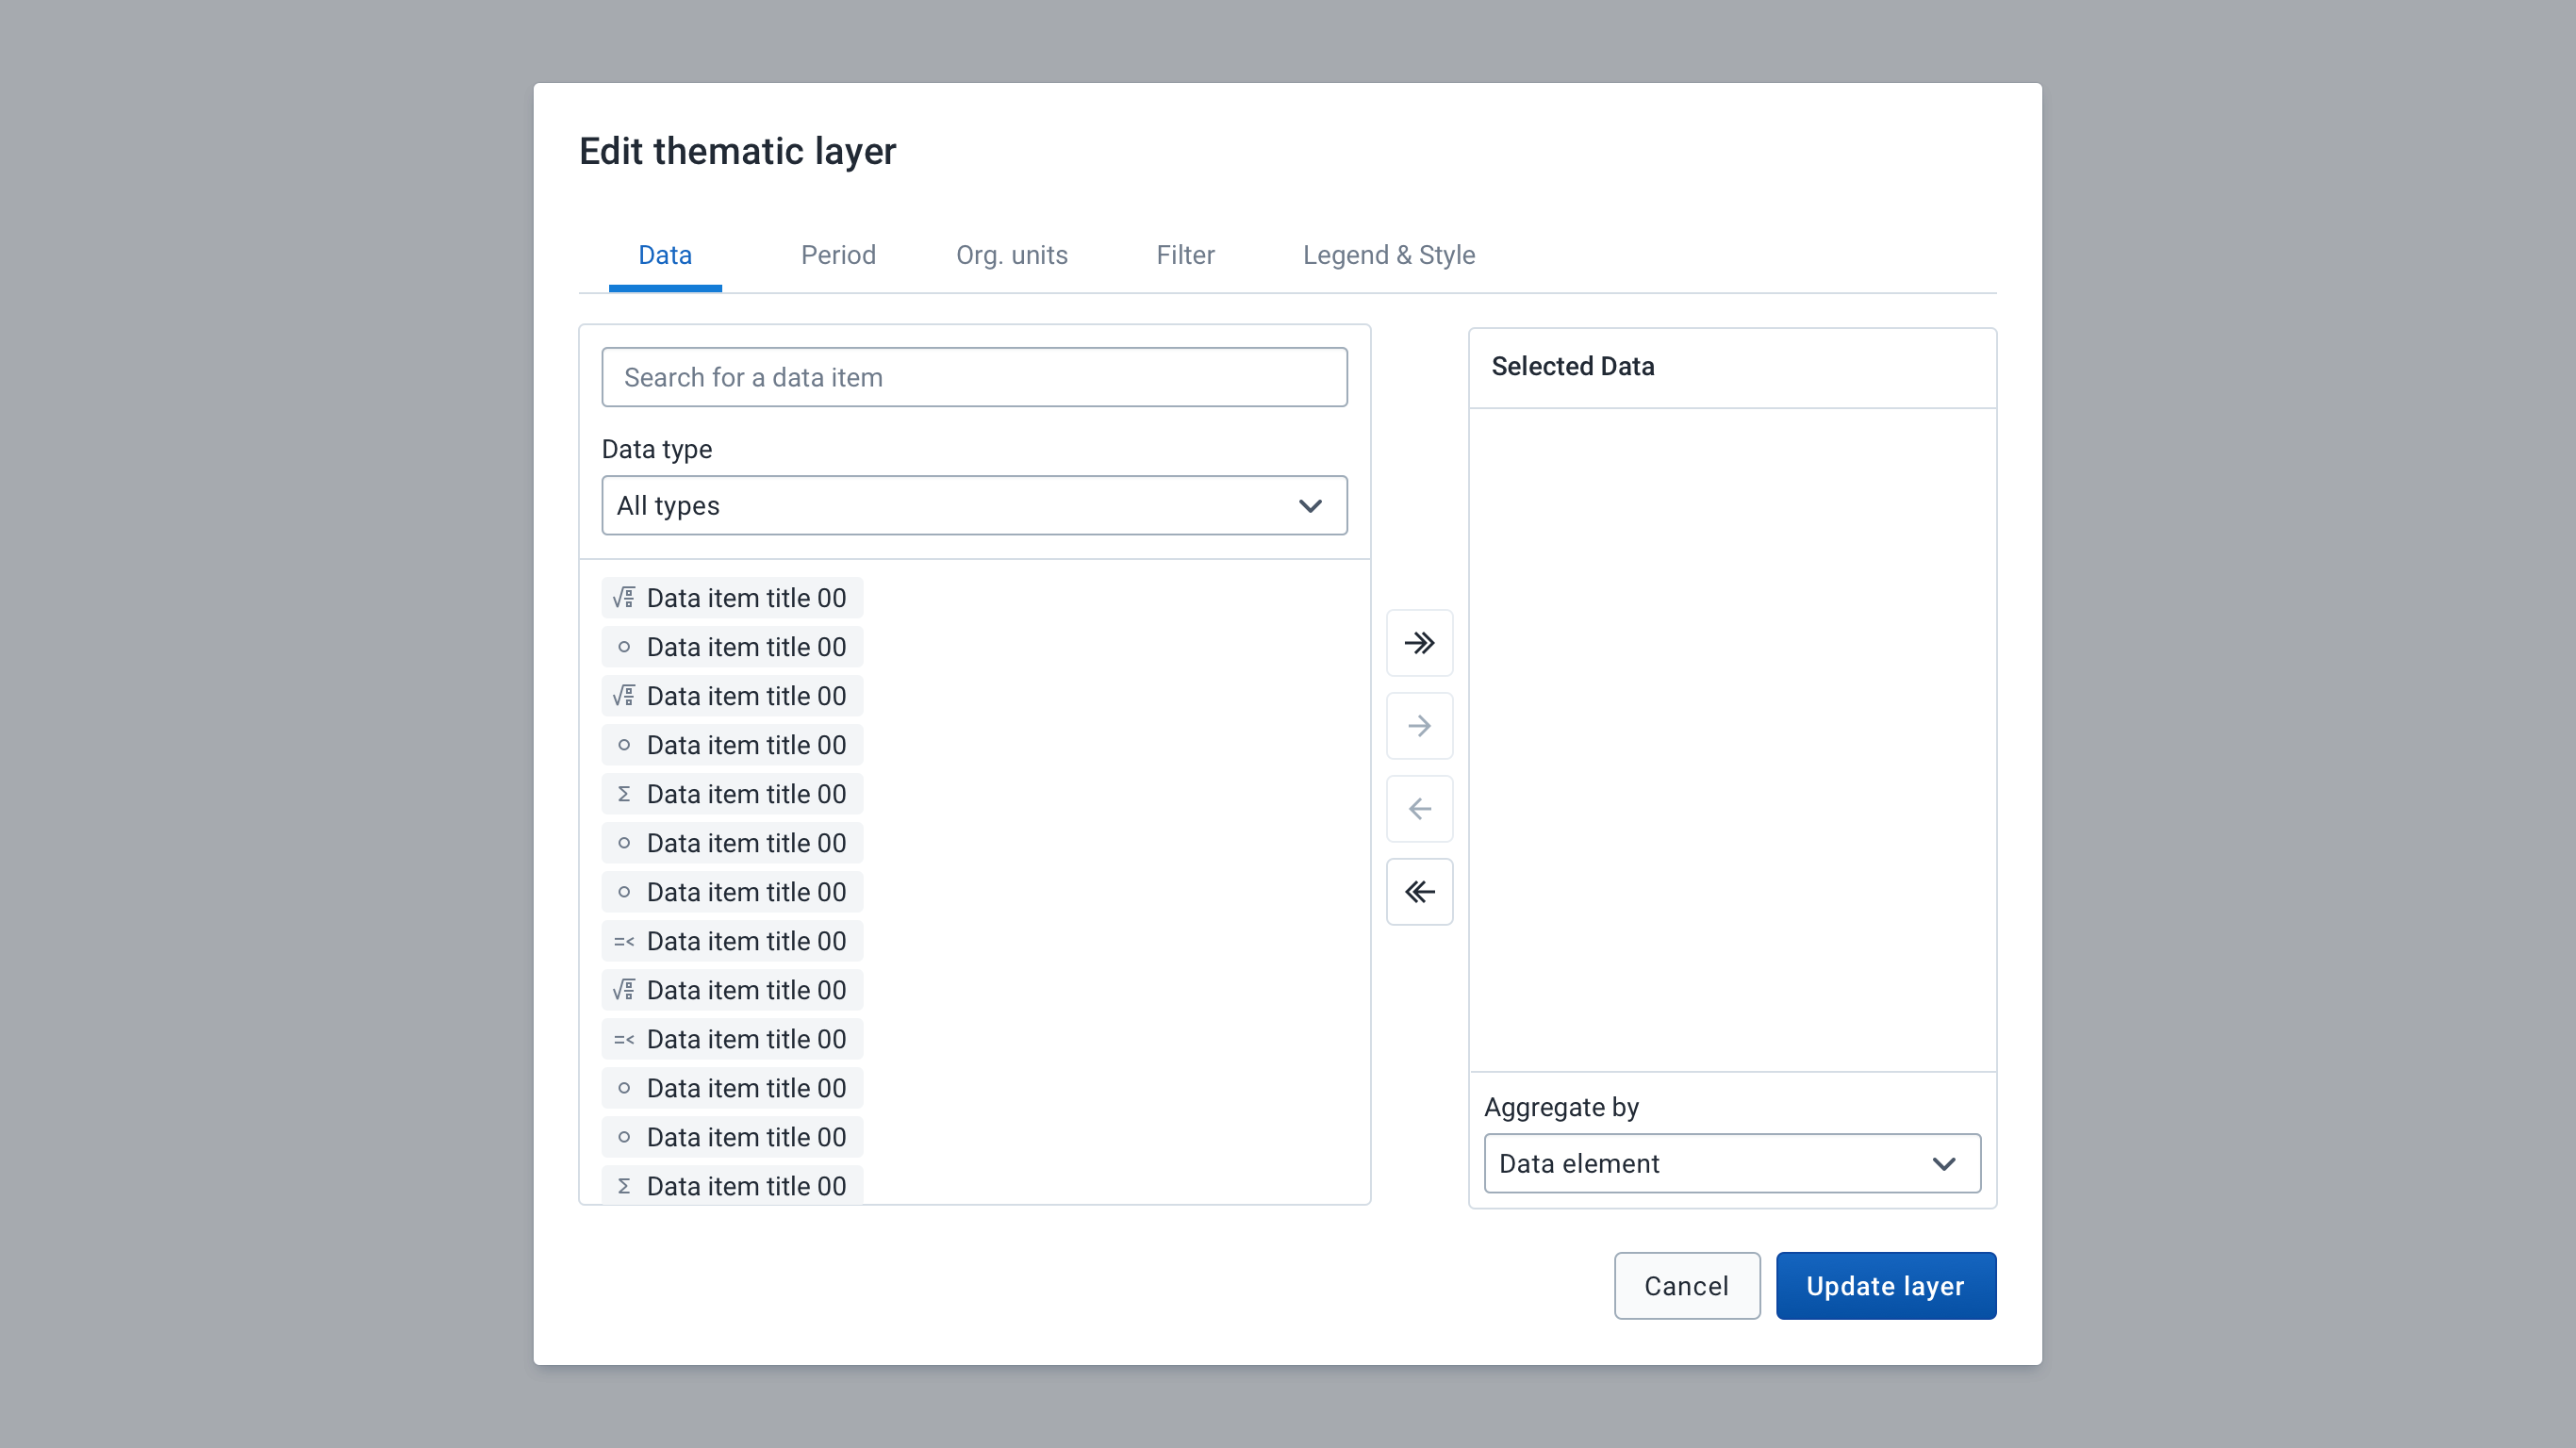 Edit thematic layer
Data Period Org. units Filter Legend & Style
Search for a data item
Data type
All types
Data item title 00
Data item title 00
Data item title 00
Data item title 00
Σ Data item title 00
Data item title 00
Data item title 00
=< Data item title 00
Data item title 00
=< Data item title 00
Data item title 00
Data item title 00
Σ Data item title 00
Selected Data
Aggregate by
Data element
Cancel Update layer